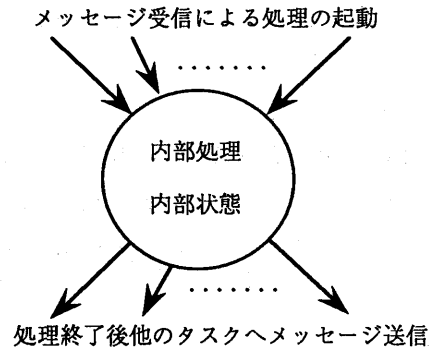 メッセージ受信による処理の起動
内部処理
内部状態
処理終了後他のタスクへメッセージ送信